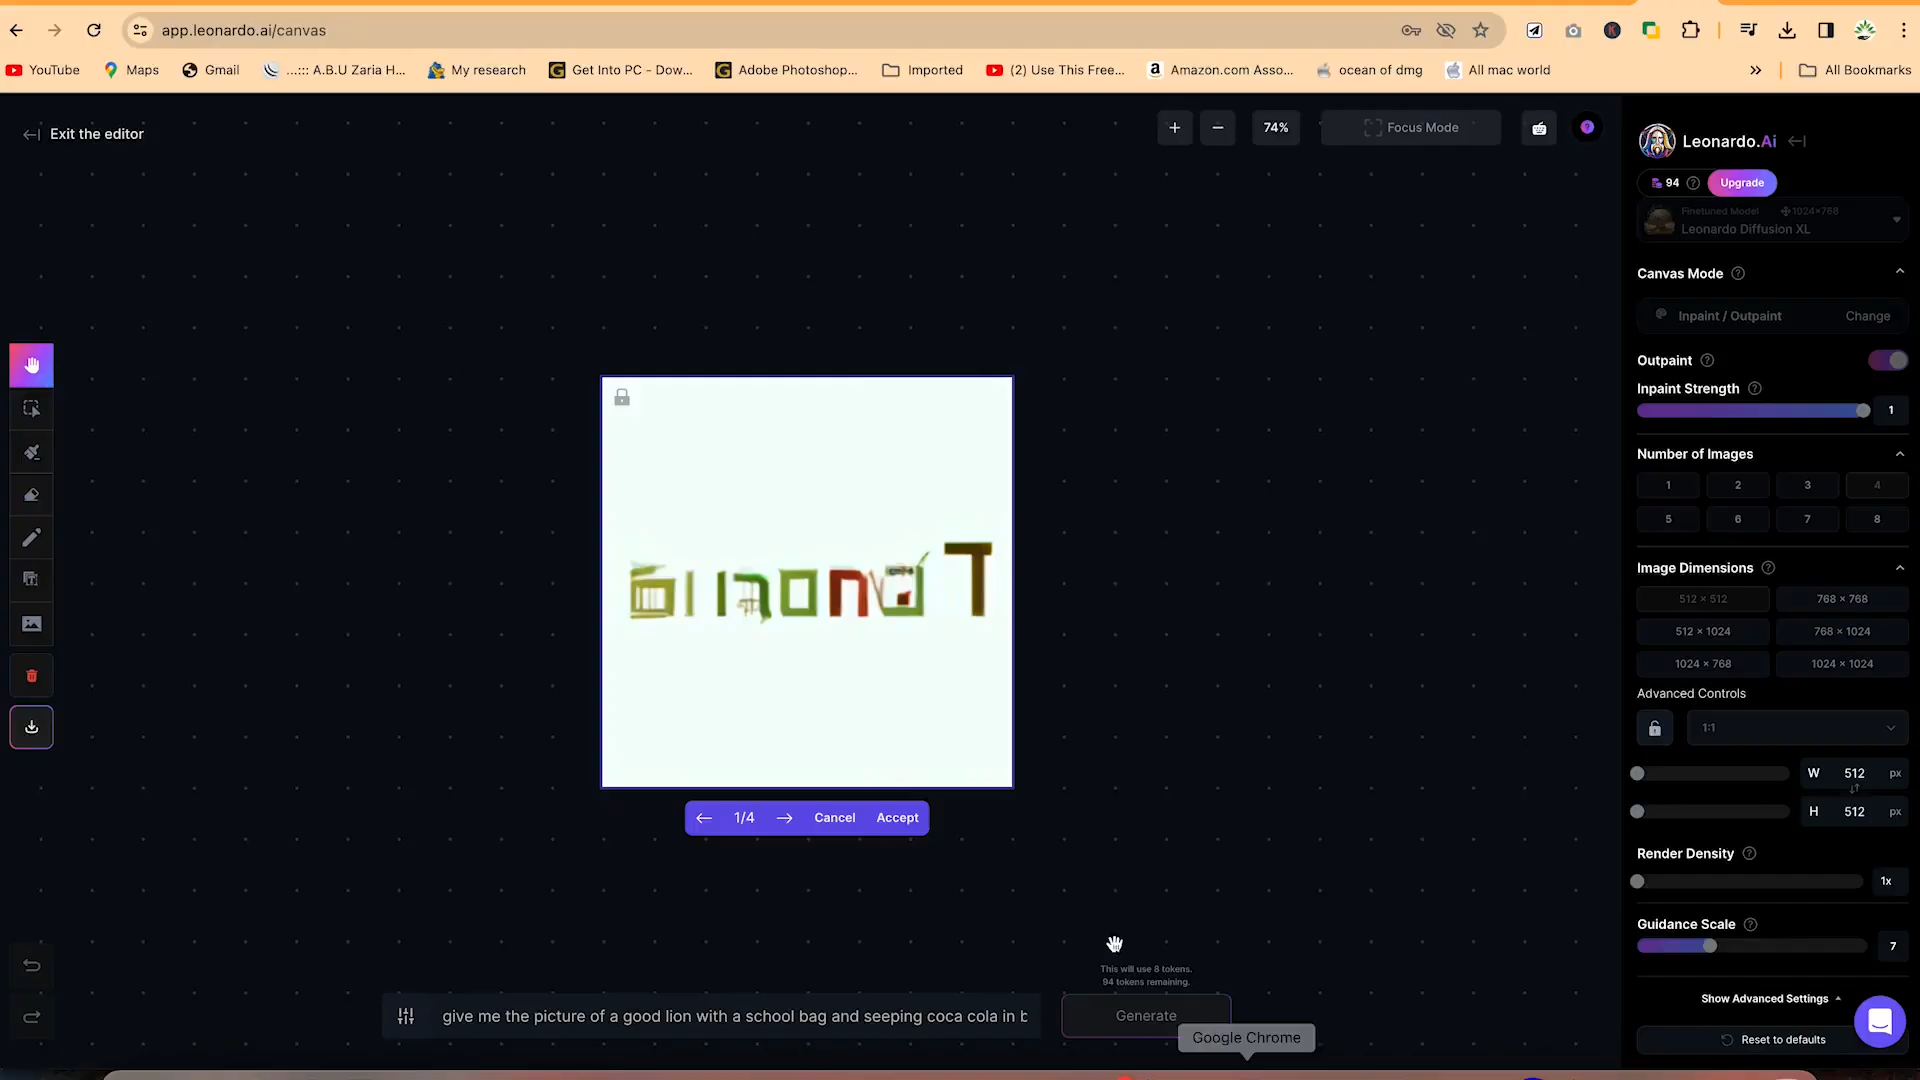 app.leonardo.ai/canvas
YouTube
Maps
Gmail
...::: A.B.U Zaria H...
My research
Get Into PC - Dow...
Adobe Photoshop...
Imported
(2) Use This Free...
Amazon.com Asso...
ocean of dmg
All mac world
All Bookmarks
Exit the editor
74%
Focus Mode
Leonardo.Ai
94
Upgrade
Finetuned Model
1024×768
Leonardo Diffusion XL
Canvas Mode
Inpaint / Outpaint
Change
Outpaint
Inpaint Strength
1
Number of Images
1 2 3 4
5 6 7 8
Image Dimensions
512 × 512
768 × 768
512 × 1024
768 × 1024
1024 × 768
1024 × 1024
Advanced Controls
1:1
W 512 px
H 512 px
Render Density
1x
Guidance Scale
7
Show Advanced Settings
Reset to defaults
1/4
Cancel
Accept
This will use 8 tokens.
94 tokens remaining.
give me the picture of a good lion with a school bag and seeping coca cola in b
Generate
Google Chrome